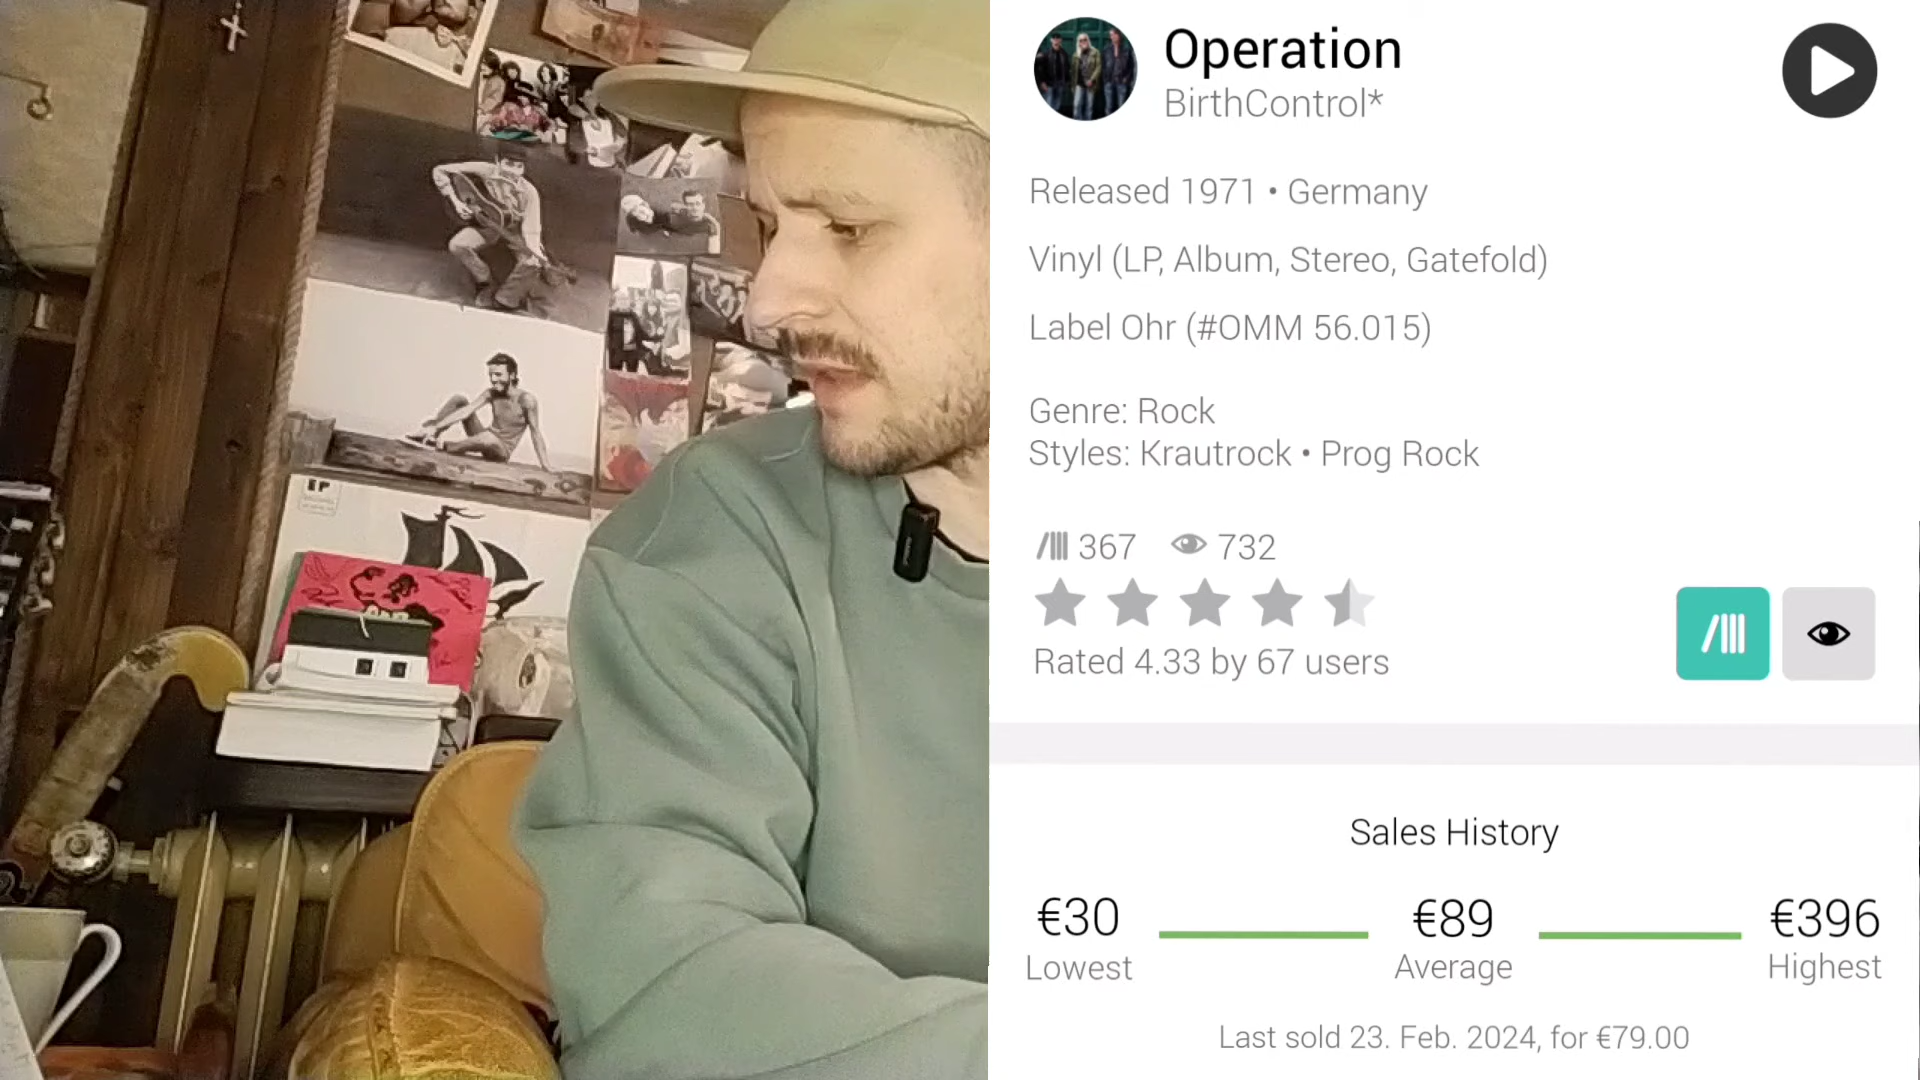 Operation
BirthControl*
Released 1971 • Germany
Vinyl (LP, Album, Stereo, Gatefold)
Label Ohr (#OMM 56.015)
Genre: Rock
Styles: Krautrock • Prog Rock
367 732
Rated 4.33 by 67 users
Sales History
€30 €89 €396
Lowest Average Highest
Last sold 23. Feb. 2024, for €79.00
EP